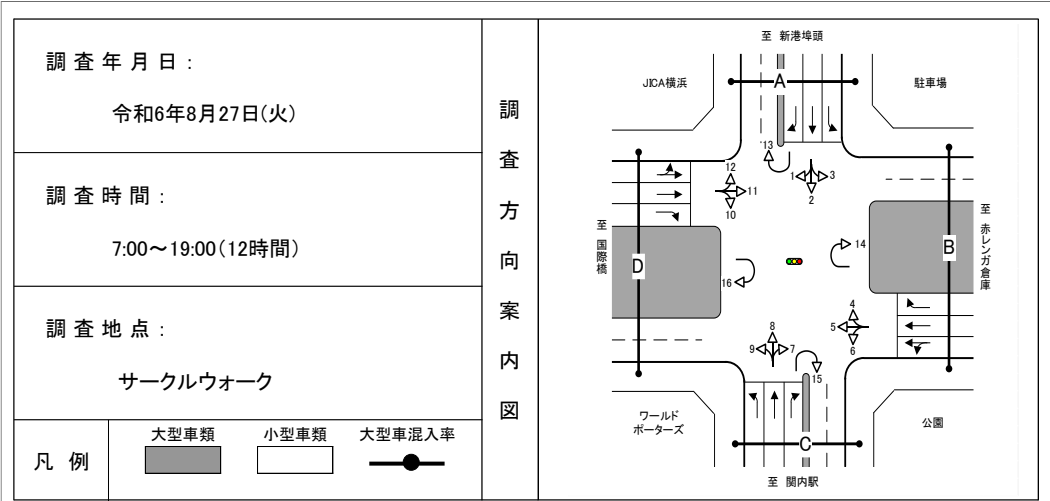 調査年月日：
令和6年8月27日(火)
調査時間：
7:00～19:00(12時間)
調査地点：
サークルウォーク
凡例
大型車類
小型車類
大型車混入率
調査方向案内図
至 新港埠頭
JICA横浜
A
駐車場
13
12
11
10
1
3
2
至 国際橋
D
16
14
B
至 赤レンガ倉庫
4
5
6
8
9
7
15
ワールド
ポーターズ
C
公園
至 関内駅